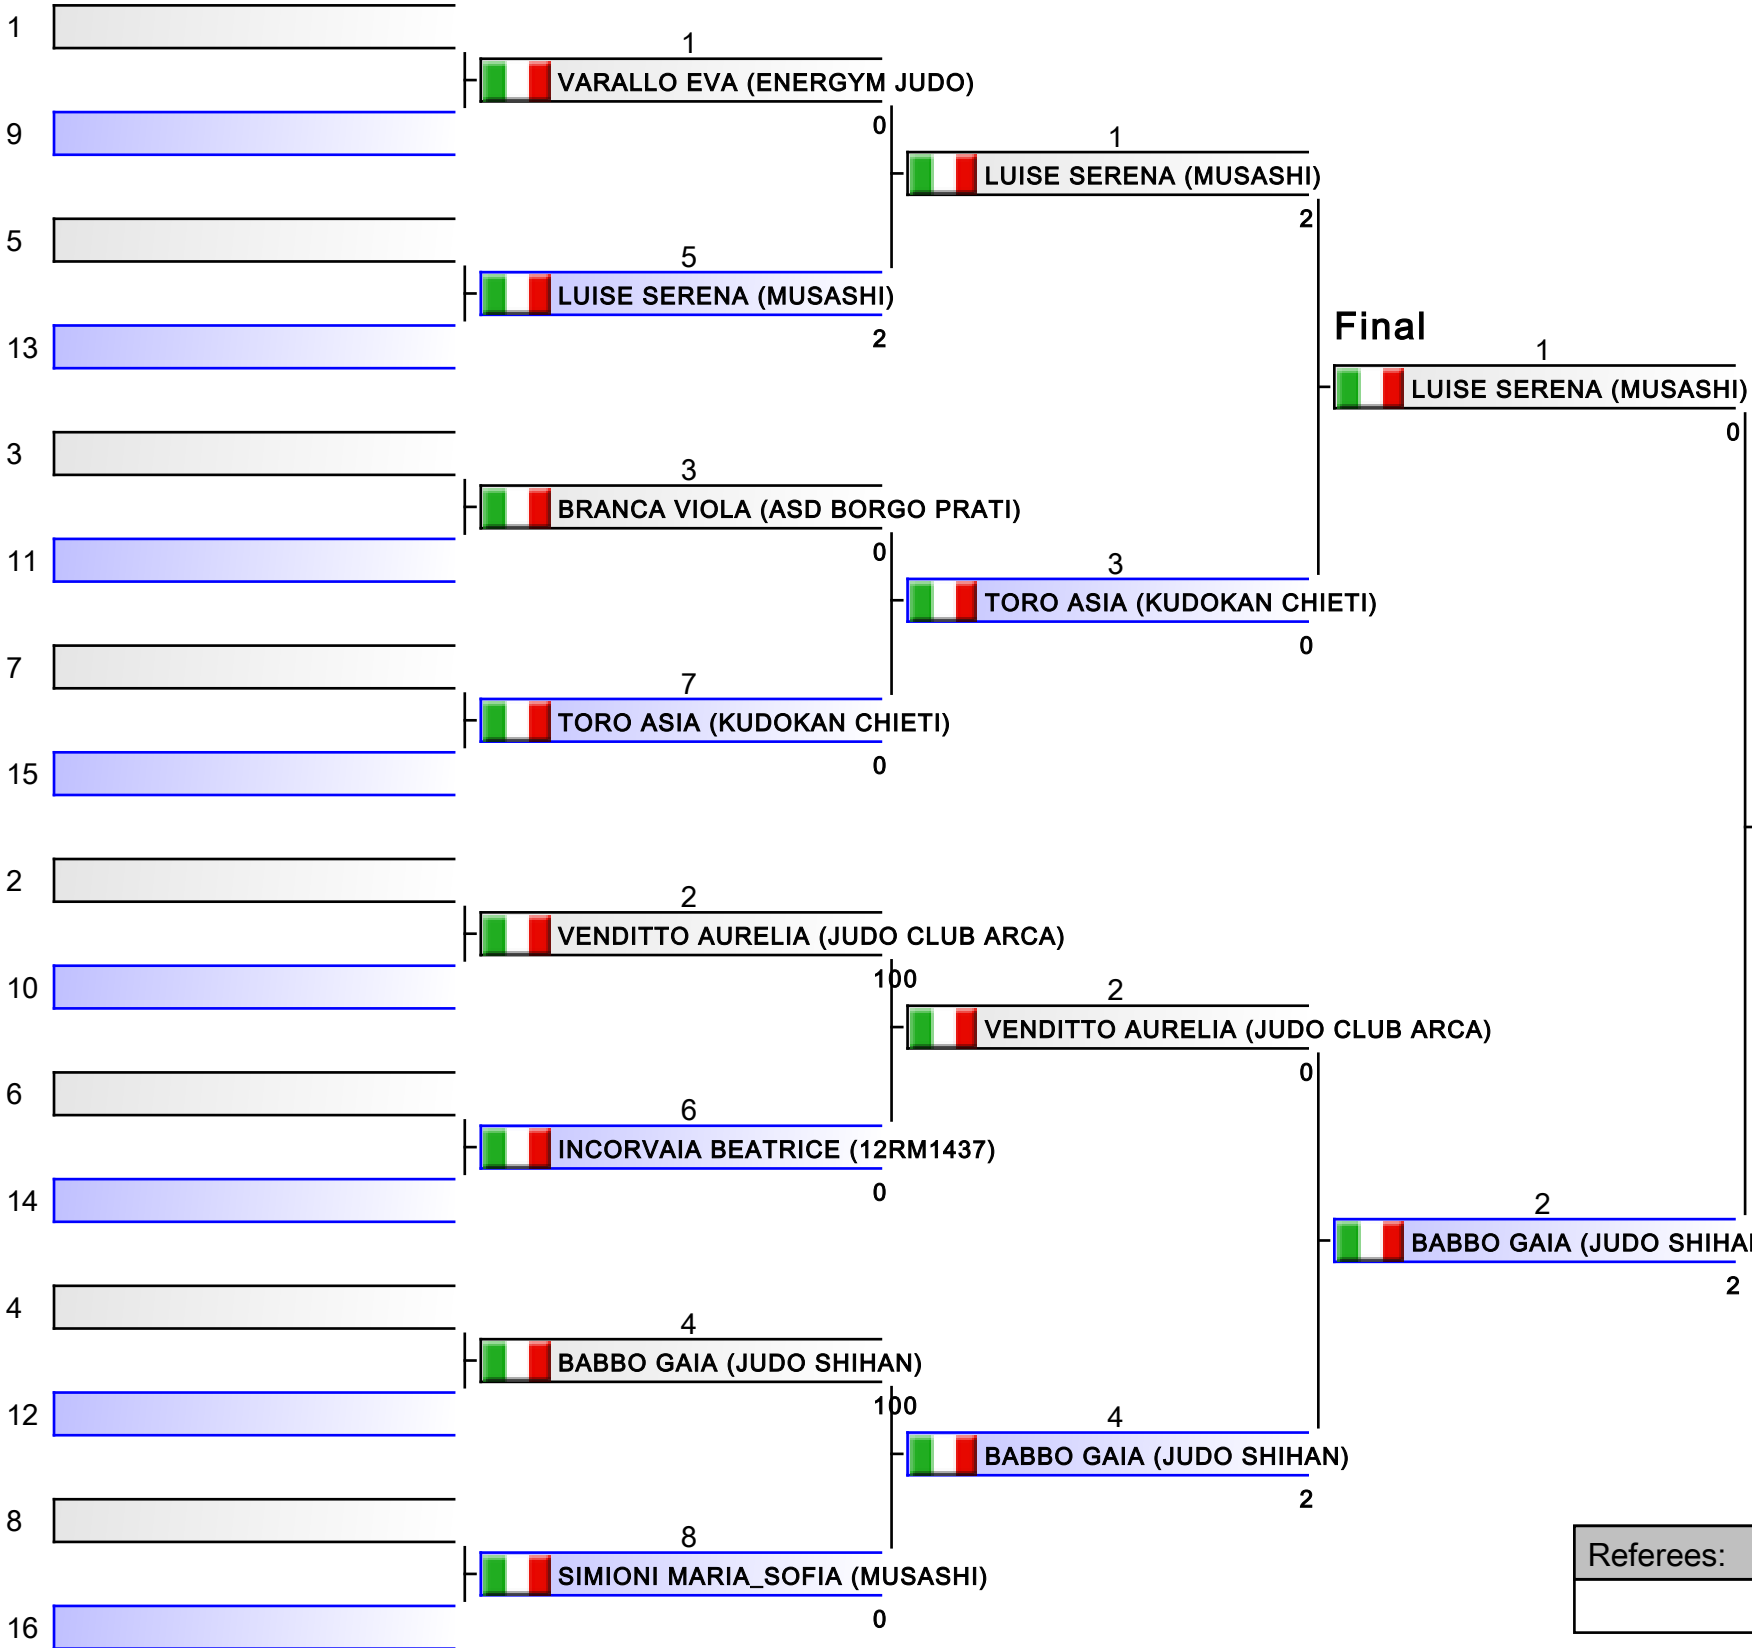 1
9
5
13
3
11
7
15
2
10
6
14
4
12
8
16
1
VARALLO EVA (ENERGYM JUDO)
0
5
LUISE SERENA (MUSASHI)
2
3
BRANCA VIOLA (ASD BORGO PRATI)
0
7
TORO ASIA (KUDOKAN CHIETI)
0
2
VENDITTO AURELIA (JUDO CLUB ARCA)
100
6
INCORVAIA BEATRICE (12RM1437)
0
4
BABBO GAIA (JUDO SHIHAN)
100
8
SIMIONI MARIA_SOFIA (MUSASHI)
0
1
LUISE SERENA (MUSASHI)
2
3
TORO ASIA (KUDOKAN CHIETI)
0
2
VENDITTO AURELIA (JUDO CLUB ARCA)
0
4
BABBO GAIA (JUDO SHIHAN)
2
Final
1
LUISE SERENA (MUSASHI)
0
2
BABBO GAIA (JUDO SHIHA
2
Referees: